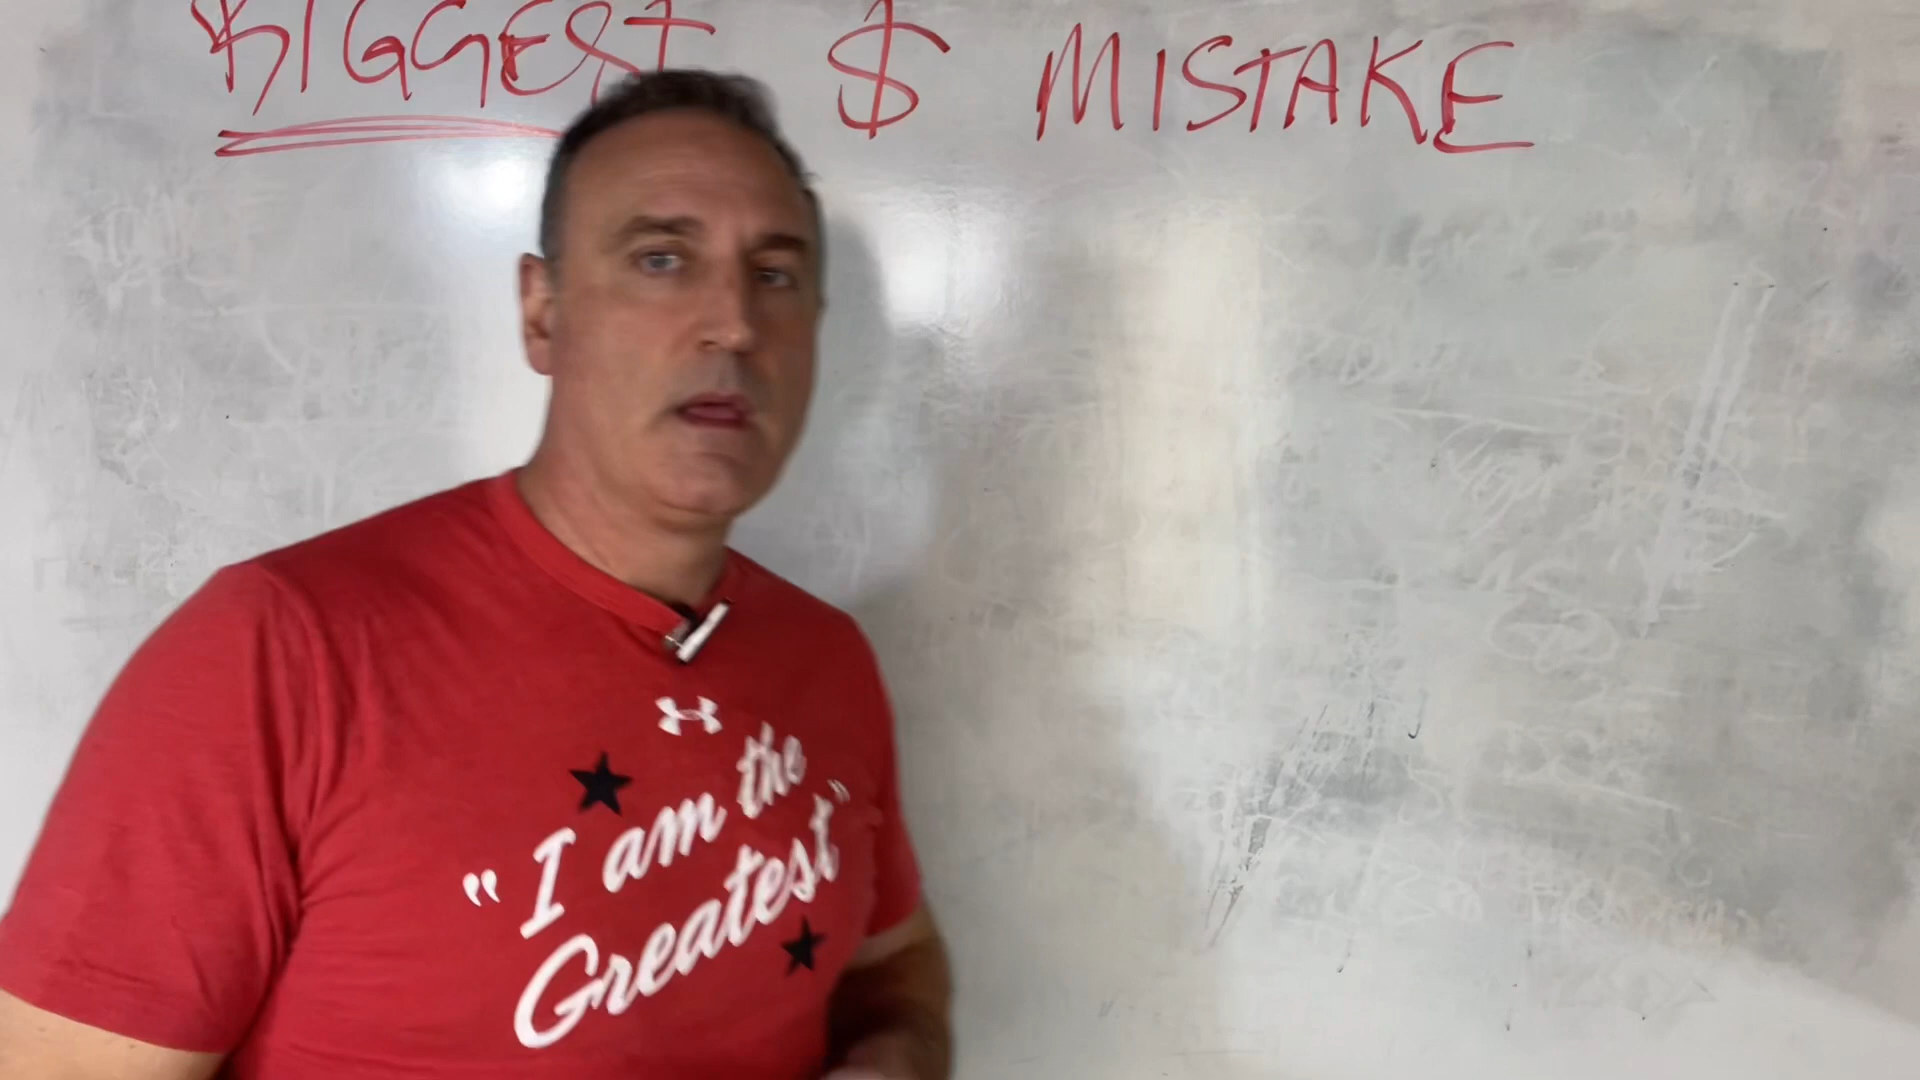 BIGGEST $ MISTAKE
"I am the
Greatest"